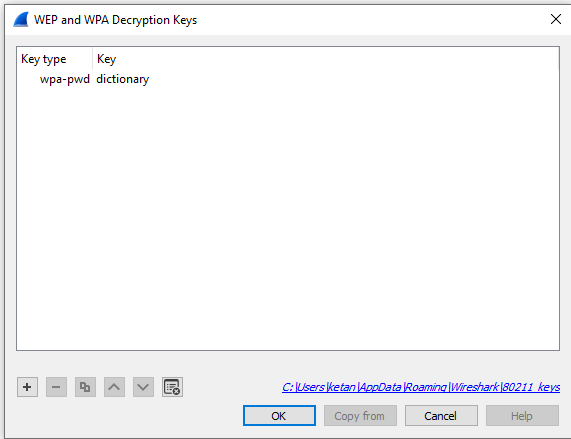 WEP and WPA Decryption Keys
Key type Key
wpa-pwd dictionary
C:\Users\ketan\AppData\Roaming\Wireshark\80211_keys
OK Copy from Cancel Help